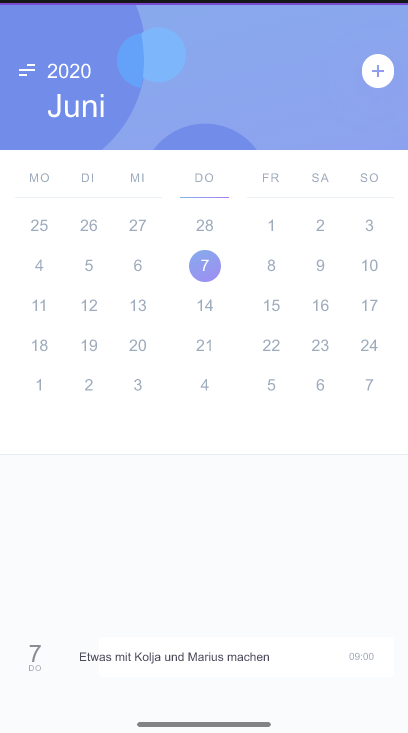 2020
Juni
MO DI MI DO FR SA SO
25 26 27 28 1 2 3
4 5 6 7 8 9 10
11 12 13 14 15 16 17
18 19 20 21 22 23 24
1 2 3 4 5 6 7
7
DO
Etwas mit Kolja und Marius machen 09:00